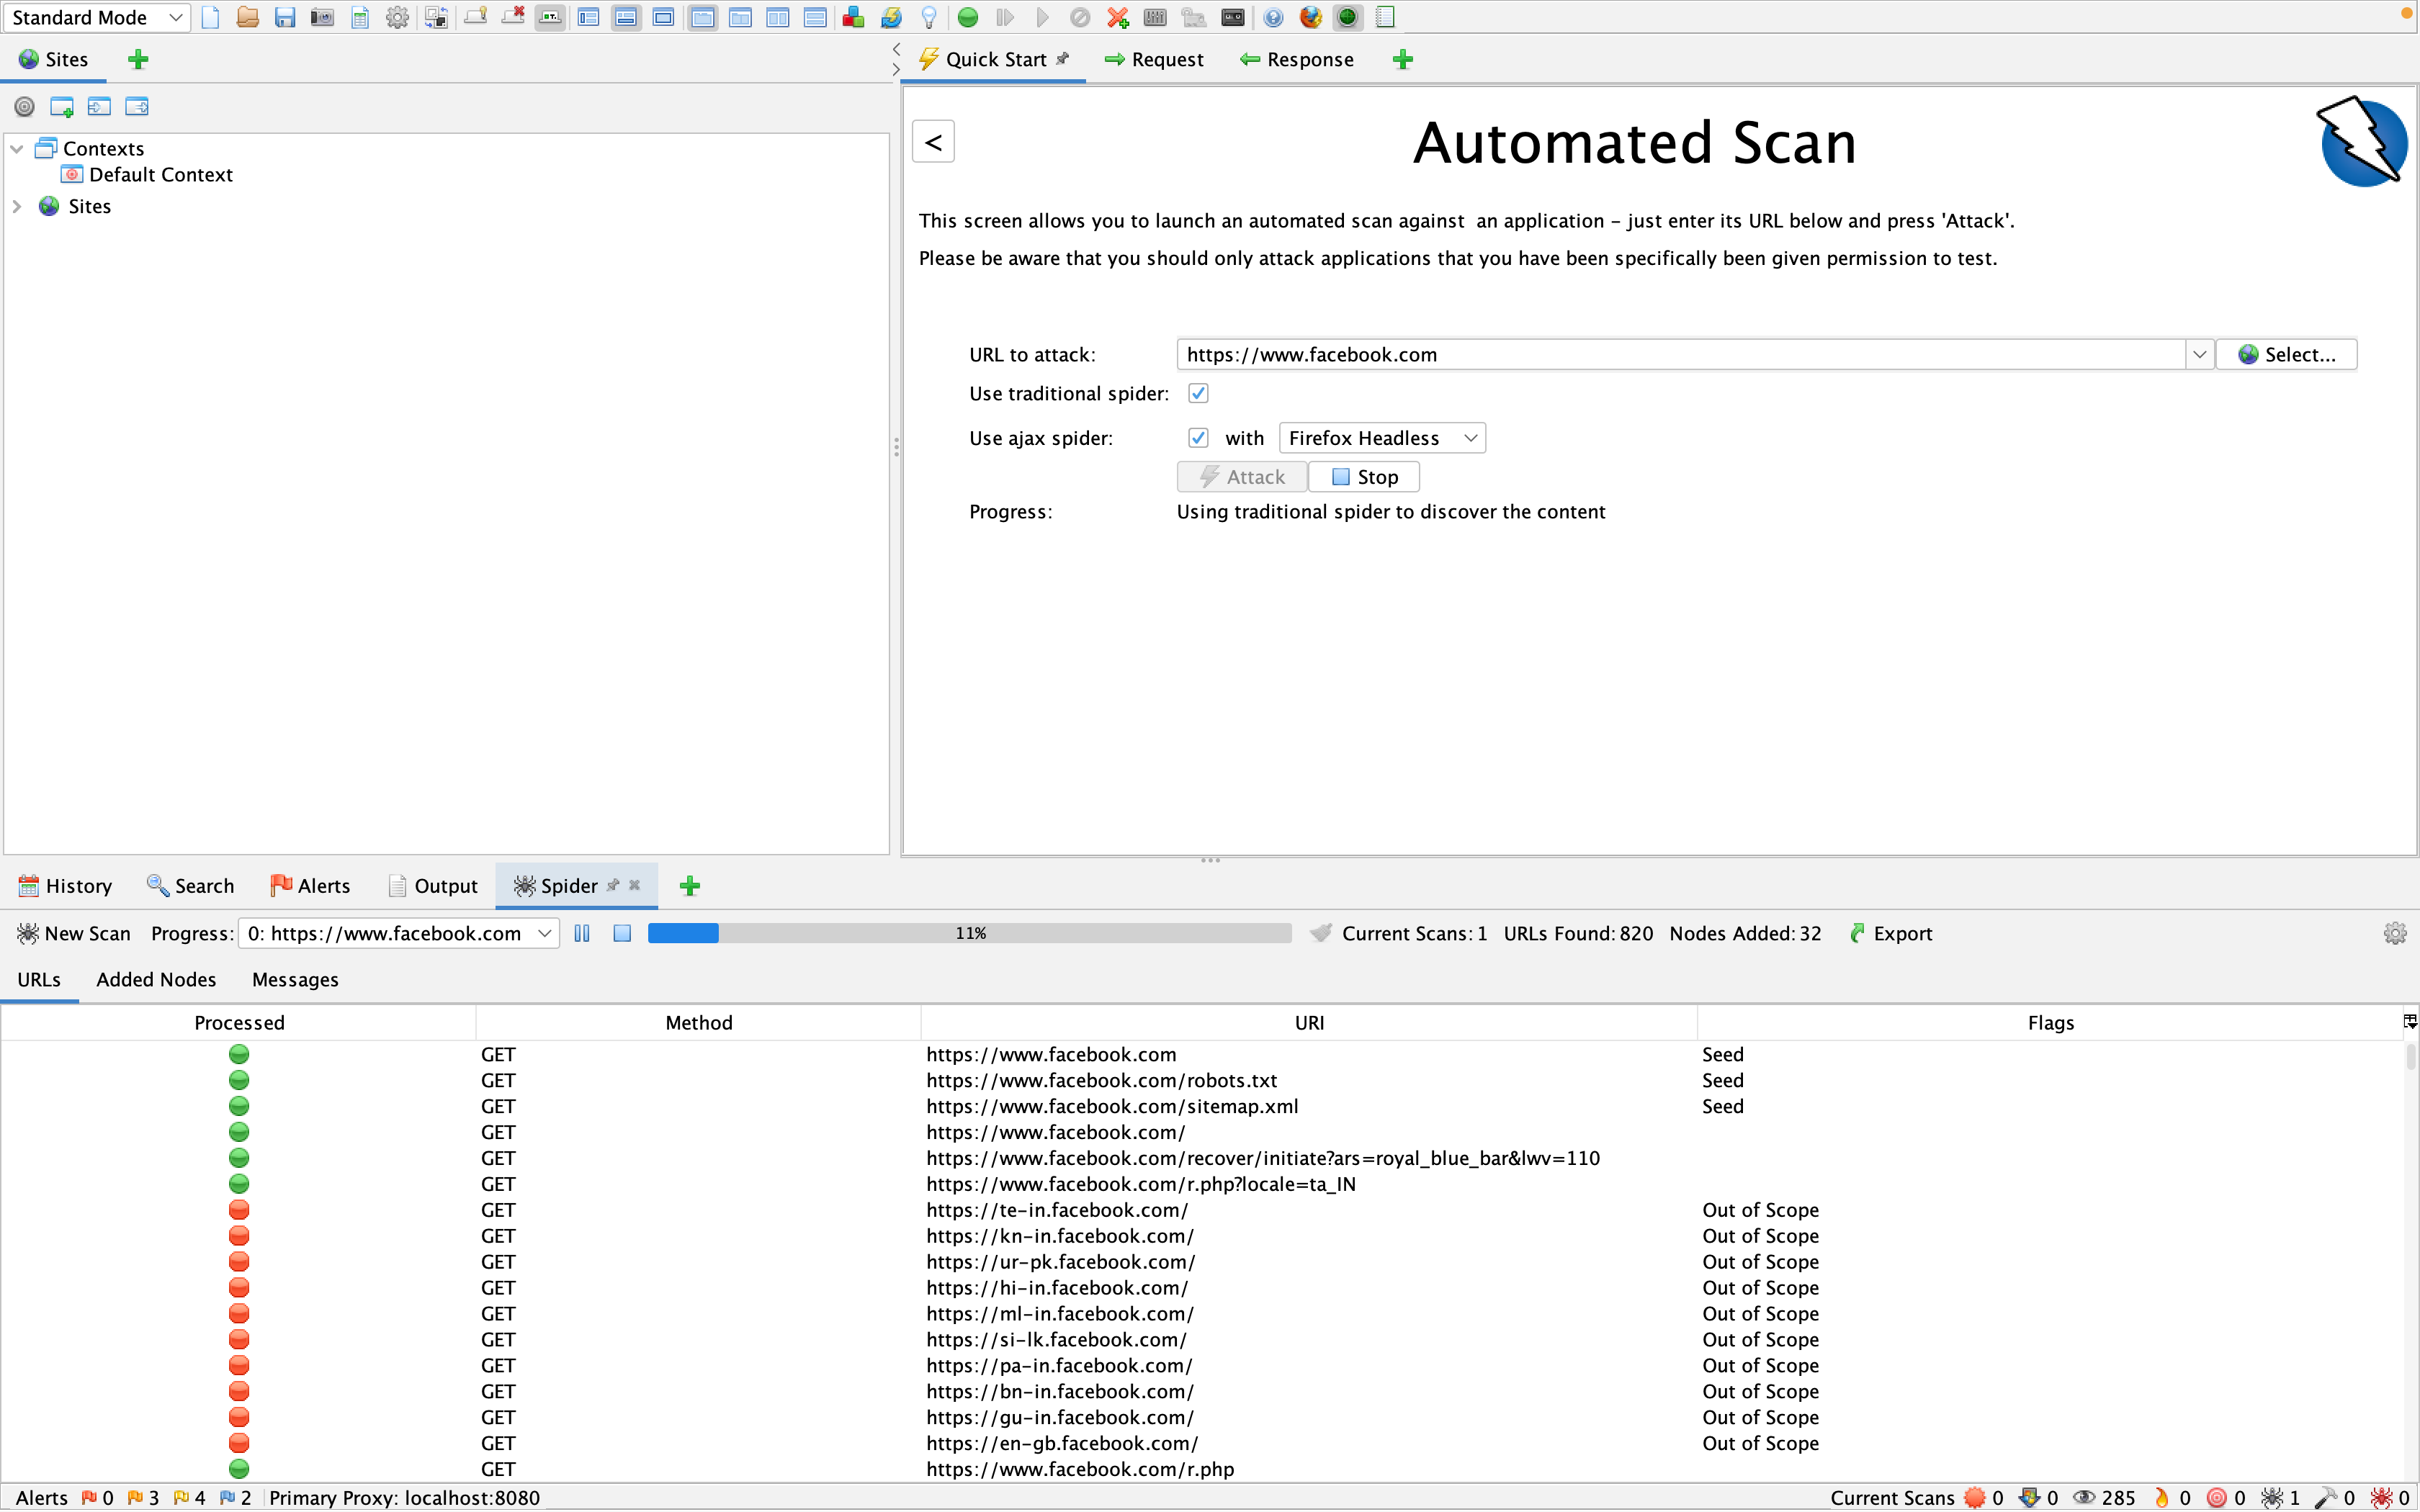 Standard Mode
Sites
Quick Start
Request
Response
Contexts
Default Context
Sites
<
Automated Scan
This screen allows you to launch an automated scan against  an application - just enter its URL below and press 'Attack'.
Please be aware that you should only attack applications that you have been specifically been given permission to test.
URL to attack: https://www.facebook.com Select...
Use traditional spider:
Use ajax spider: with Firefox Headless
Attack Stop
Progress: Using traditional spider to discover the content
History Search Alerts Output Spider
New Scan Progress: 0: https://www.facebook.com 11% Current Scans: 1 URLs Found: 820 Nodes Added: 32 Export
URLs Added Nodes Messages
Processed Method URI Flags
GET https://www.facebook.com Seed
GET https://www.facebook.com/robots.txt Seed
GET https://www.facebook.com/sitemap.xml Seed
GET https://www.facebook.com/
GET https://www.facebook.com/recover/initiate?ars=royal_blue_bar&lwv=110
GET https://www.facebook.com/r.php?locale=ta_IN
GET https://te-in.facebook.com/ Out of Scope
GET https://kn-in.facebook.com/ Out of Scope
GET https://ur-pk.facebook.com/ Out of Scope
GET https://hi-in.facebook.com/ Out of Scope
GET https://ml-in.facebook.com/ Out of Scope
GET https://si-lk.facebook.com/ Out of Scope
GET https://pa-in.facebook.com/ Out of Scope
GET https://bn-in.facebook.com/ Out of Scope
GET https://gu-in.facebook.com/ Out of Scope
GET https://en-gb.facebook.com/ Out of Scope
GET https://www.facebook.com/r.php
Alerts 0 3 4 2 Primary Proxy: localhost:8080 Current Scans 0 0 285 0 0 1 0 0